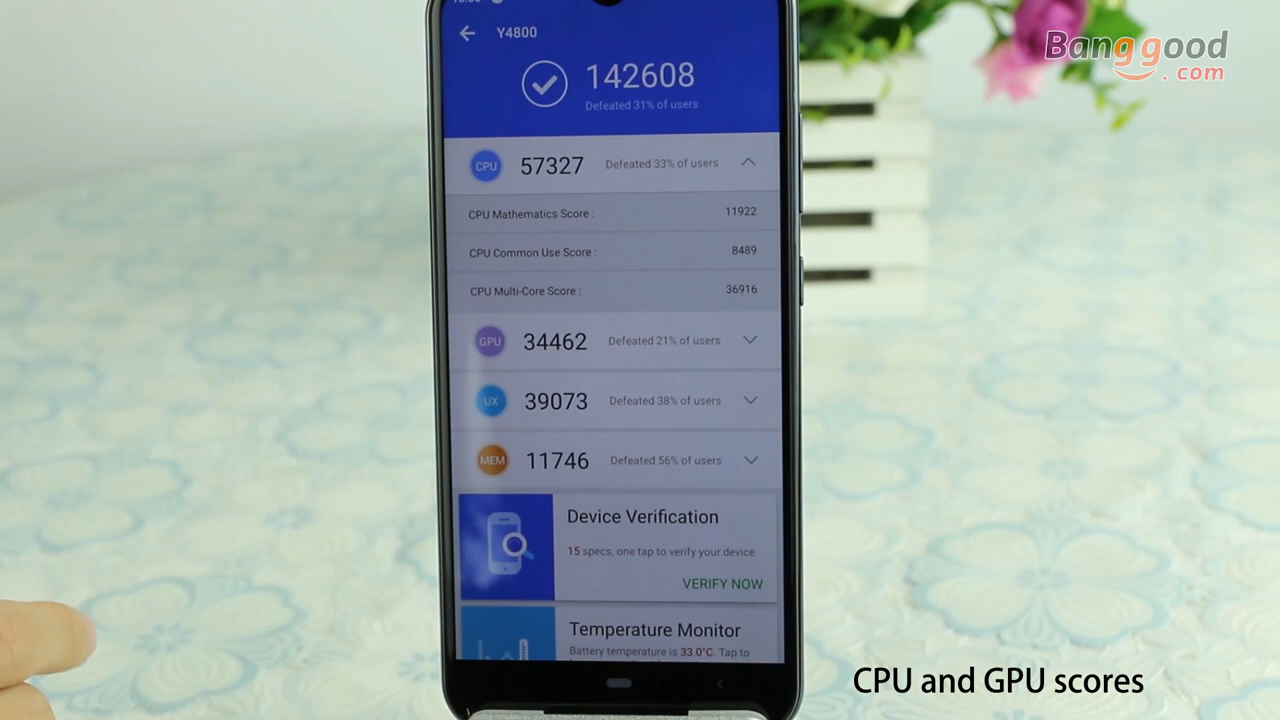 Y4800
Banggood
.com
142608
Defeated 31% of users
CPU 57327 Defeated 33% of users
CPU Mathematics Score : 11922
CPU Common Use Score : 8489
CPU Multi-Core Score : 36916
GPU 34462 Defeated 21% of users
UX 39073 Defeated 38% of users
MEM 11746 Defeated 56% of users
Device Verification
15 specs, one tap to verify your device.
VERIFY NOW
Temperature Monitor
Battery temperature is 33.0°C. Tap to
CPU and GPU scores